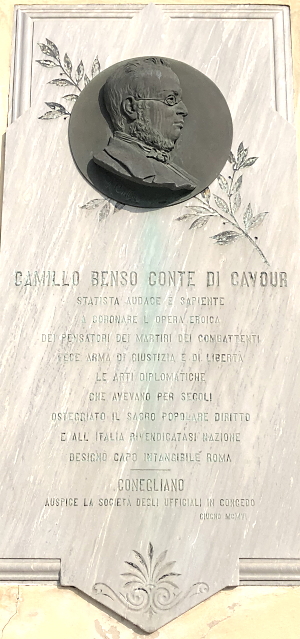 CAMILLO BENSO CONTE DI CAVOUR
STATISTA AUDACE E SAPIENTE
A CORONARE L'OPERA EROICA
DEI PENSATORI DEI MARTIRI DEI COMBATTENTI
FECE ARMA DI GIUSTIZIA E DI LIBERTÀ
LE ARTI DIPLOMATICHE
CHE AVEVANO PER SECOLI
OSTEGGIATO IL SACRO POPOLARE DIRITTO
E ALL'ITALIA RIVENDICATASI NAZIONE
DESIGNÒ CAPO INTANGIBILE ROMA
CONEGLIANO
AUSPICE LA SOCIETÀ DEGLI UFFICIALI IN CONGEDO
GIUGNO